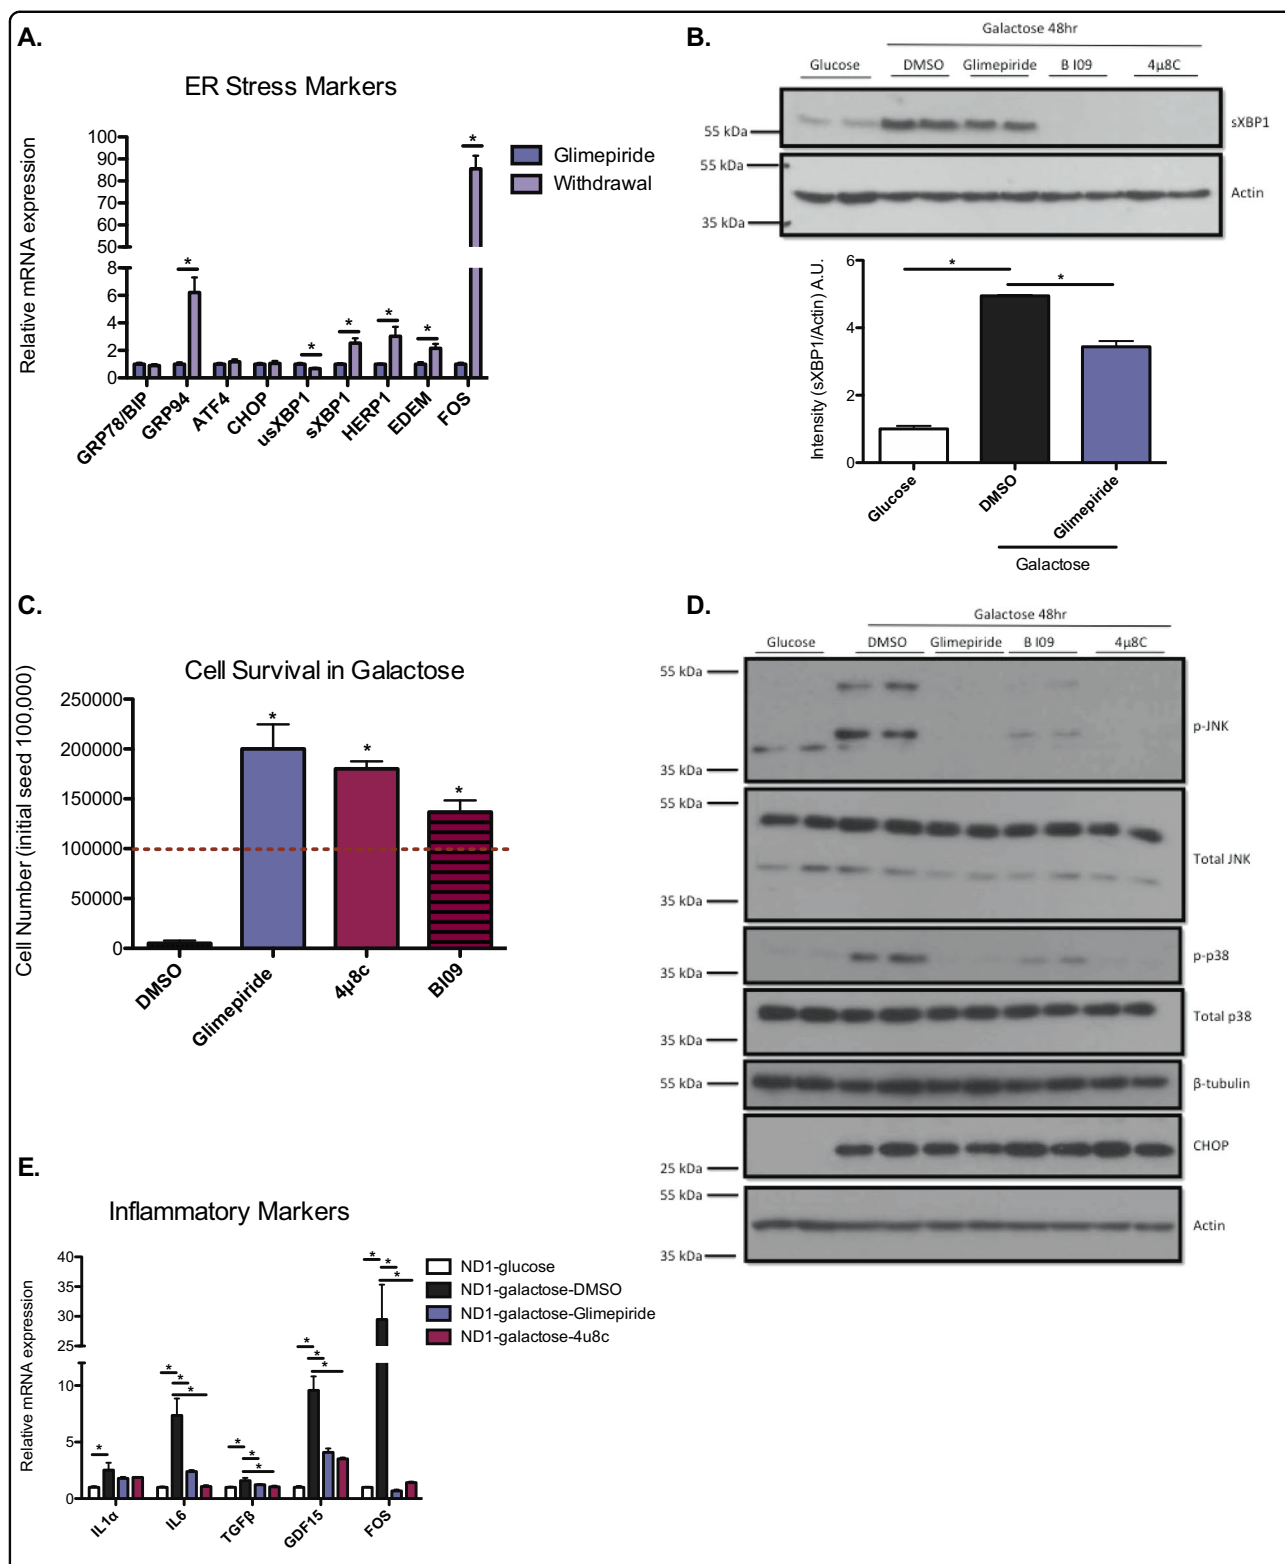 A.
ER Stress Markers
Relative mRNA expression
100
90
80
70
60
50
8
6
4
2
0
Glimepiride
Withdrawal
* * * * * *
GRP78/BIP
GRP94
ATF4
CHOP
usXBP1
sXBP1
HERP1
EDEM
FOS
B.
Galactose 48hr
Glucose DMSO Glimepiride B I09 4µ8C
55 kDa
sXBP1
55 kDa
Actin
35 kDa
Intensity (sXBP1/Actin) A.U.
6
4
2
0
* *
Glucose
DMSO
Glimepiride
Galactose
C.
Cell Survival in Galactose
Cell Number (initial seed 100,000)
250000
200000
150000
100000
50000
0
* * *
DMSO
Glimepiride
4µ8c
BI09
D.
Galactose 48hr
Glucose DMSO Glimepiride B I09 4µ8C
55 kDa
p-JNK
35 kDa
55 kDa
Total JNK
35 kDa
p-p38
35 kDa
Total p38
35 kDa
55 kDa
β-tubulin
CHOP
25 kDa
55 kDa
Actin
35 kDa
E.
Inflammatory Markers
Relative mRNA expression
40
35
30
25
10
5
0
ND1-glucose
ND1-galactose-DMSO
ND1-galactose-Glimepiride
ND1-galactose-4u8c
* * * * * * * * * * * * *
IL1α
IL6
TGFβ
GDF15
FOS